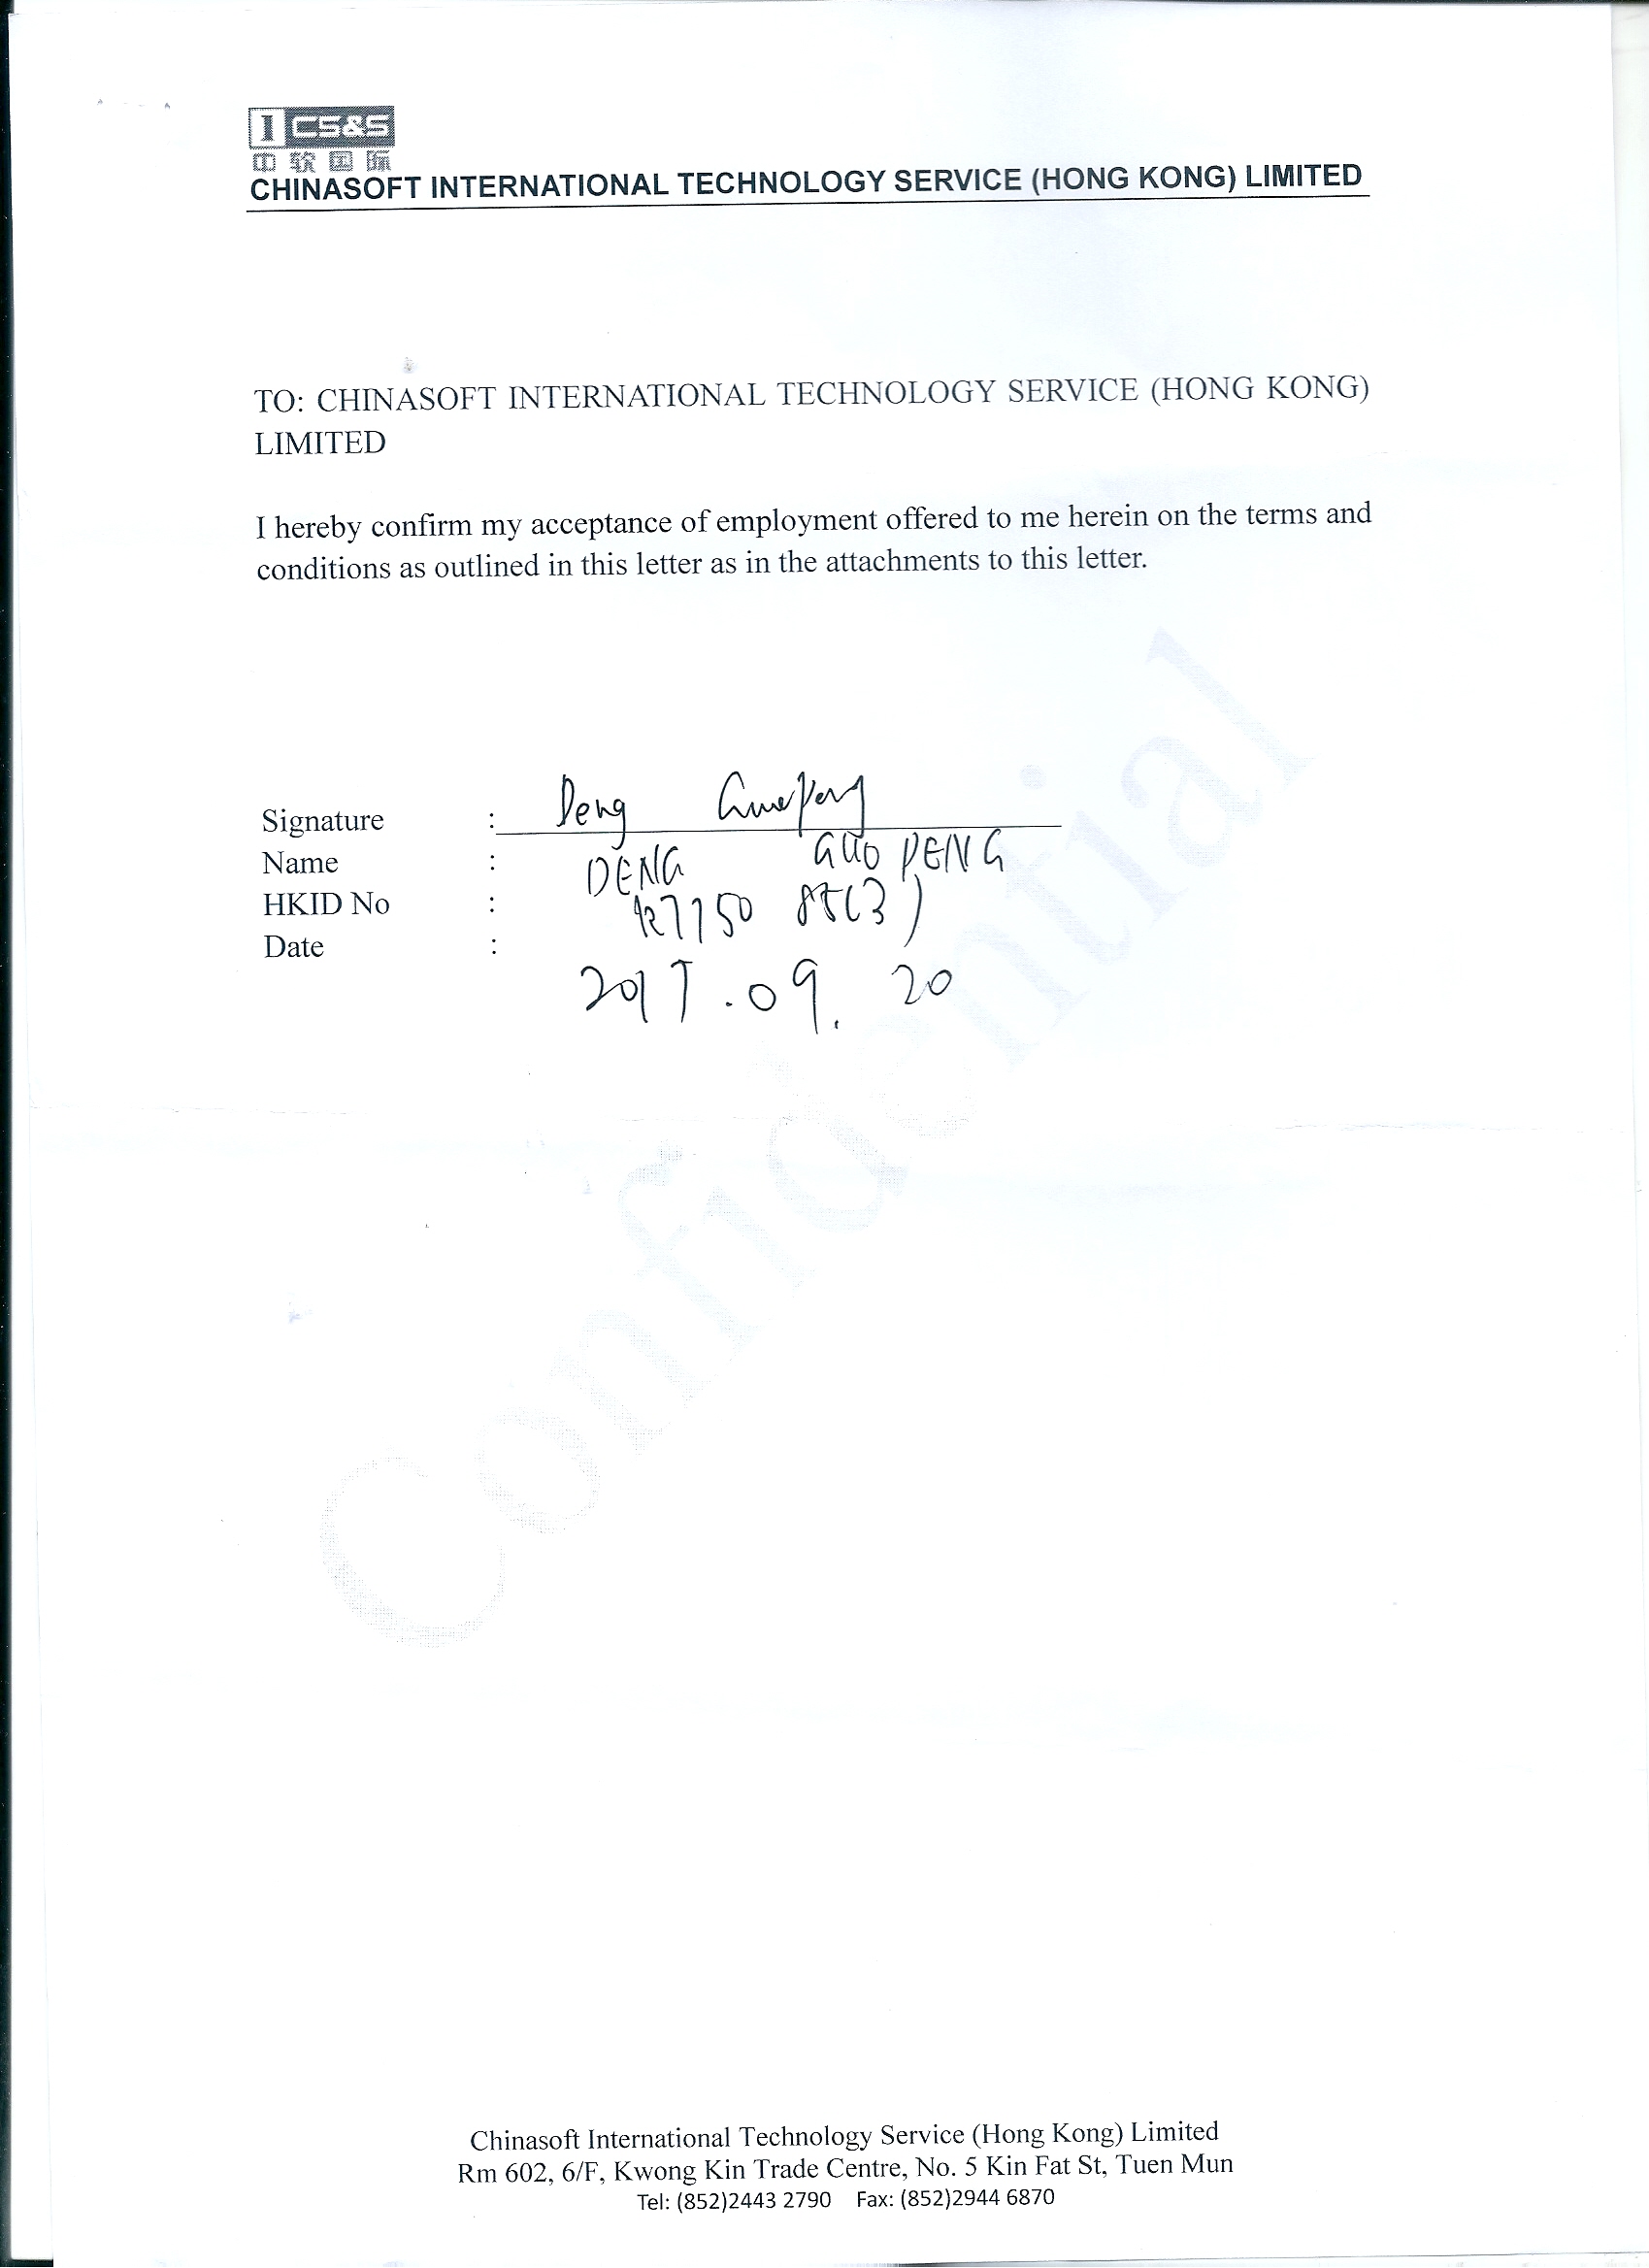 1 CS&S
中软国际
CHINASOFT INTERNATIONAL TECHNOLOGY SERVICE (HONG KONG) LIMITED
TO: CHINASOFT INTERNATIONAL TECHNOLOGY SERVICE (HONG KONG)
LIMITED
I hereby confirm my acceptance of employment offered to me herein on the terms and
conditions as outlined in this letter as in the attachments to this letter.
Signature : Deng Guopeng
Name : DENG GUO PENG
HKID No :
Date : 09. 20
Confidential
Chinasoft International Technology Service (Hong Kong) Limited
Rm 602, 6/F, Kwong Kin Trade Centre, No. 5 Kin Fat St, Tuen Mun
Tel: (852)2443 2790 Fax: (852)2944 6870